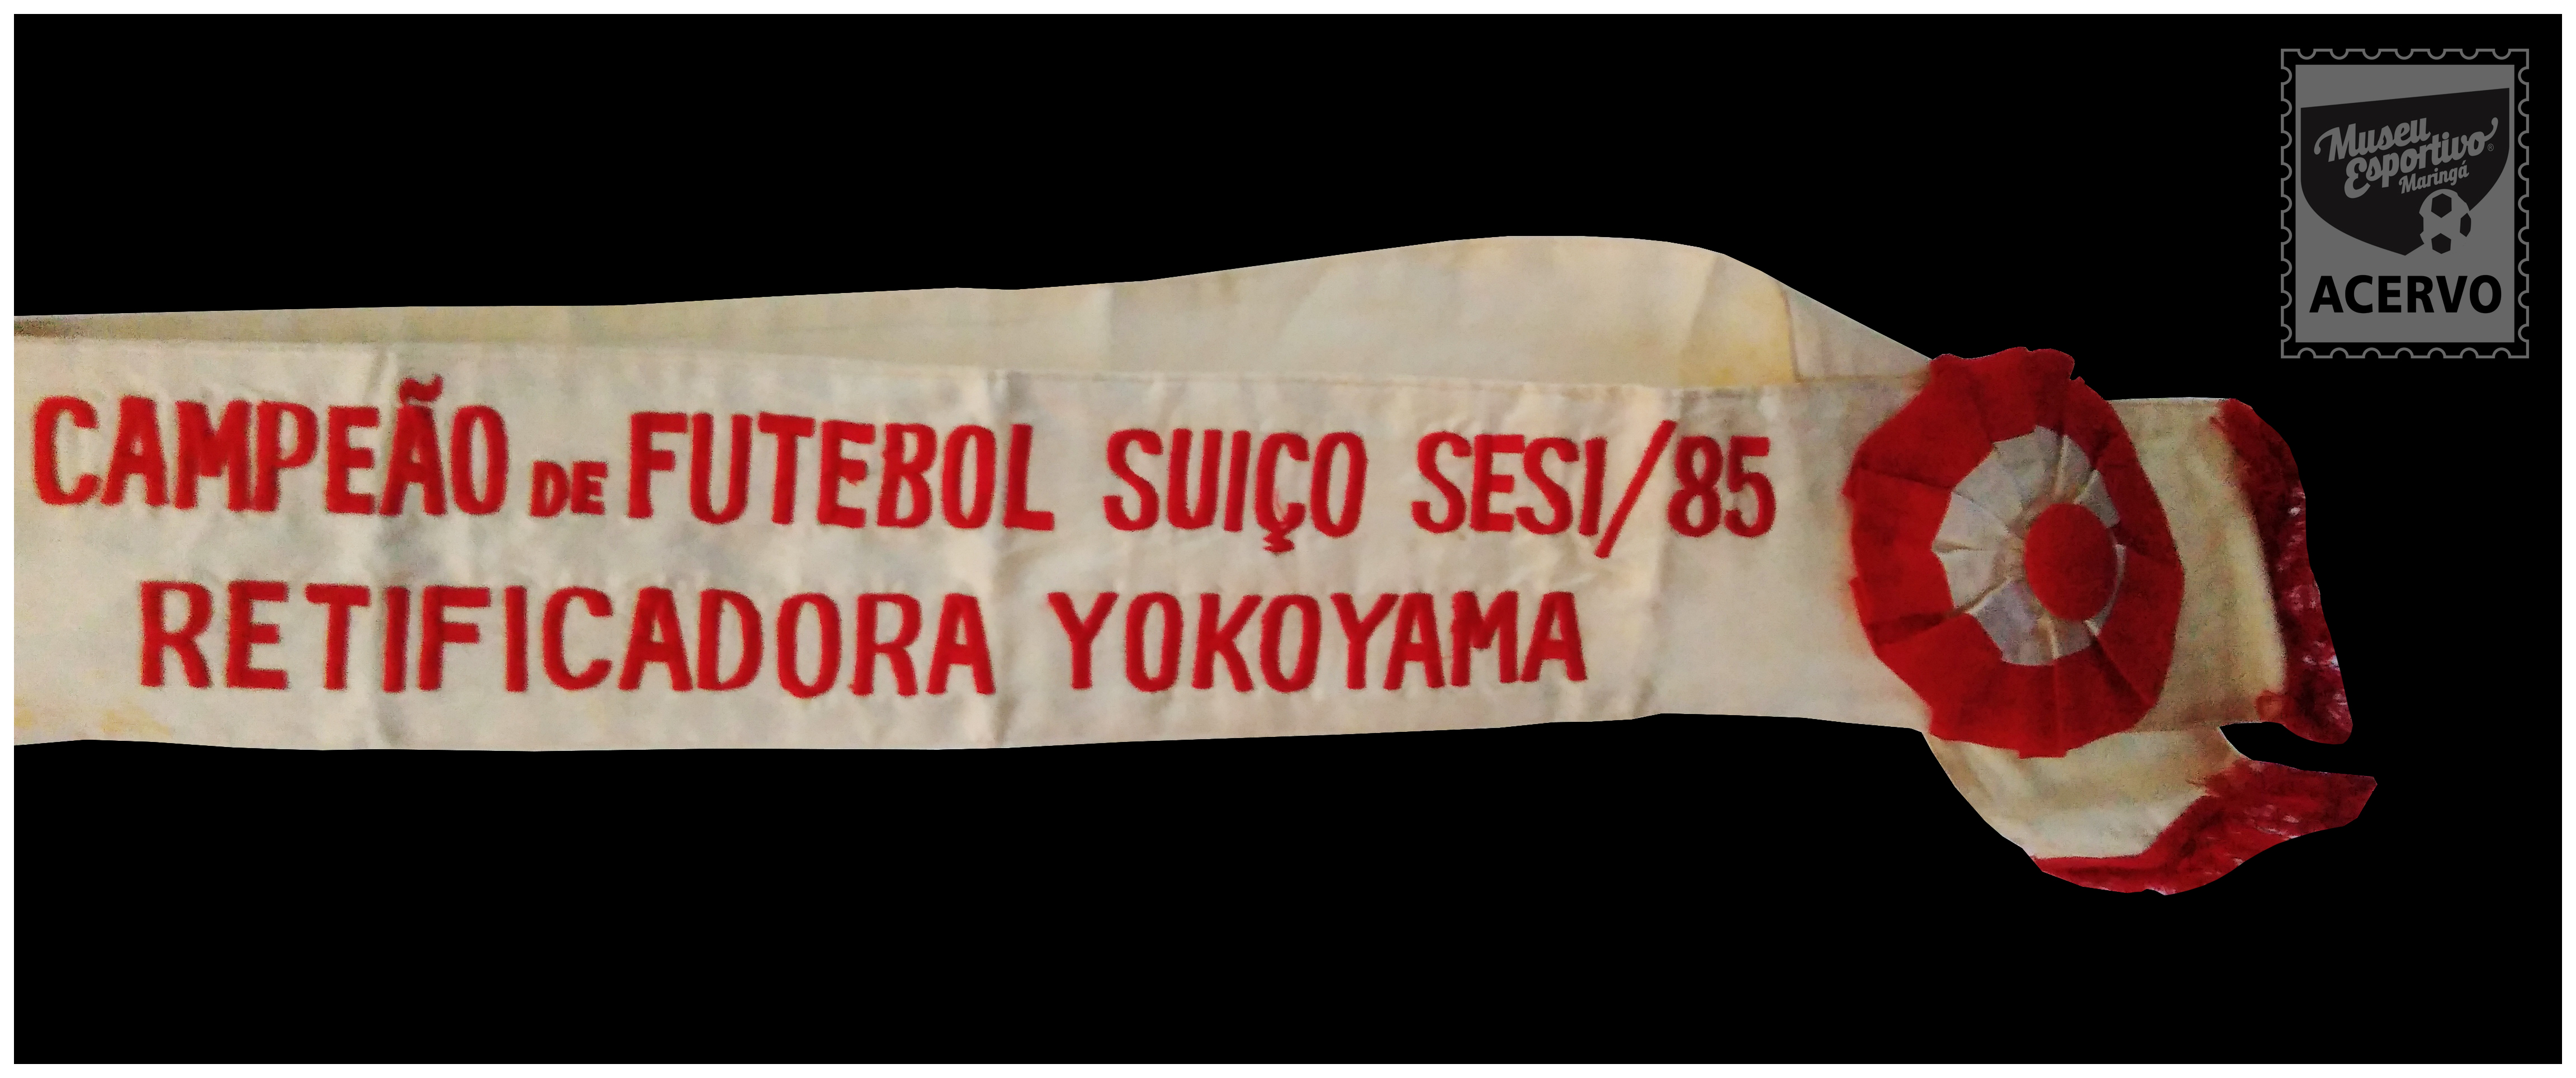 CAMPEÃO DE FUTEBOL SUIÇO SESI/85
RETIFICADORA YOKOYAMA
Museu
Esportivo®
Maringá
ACERVO